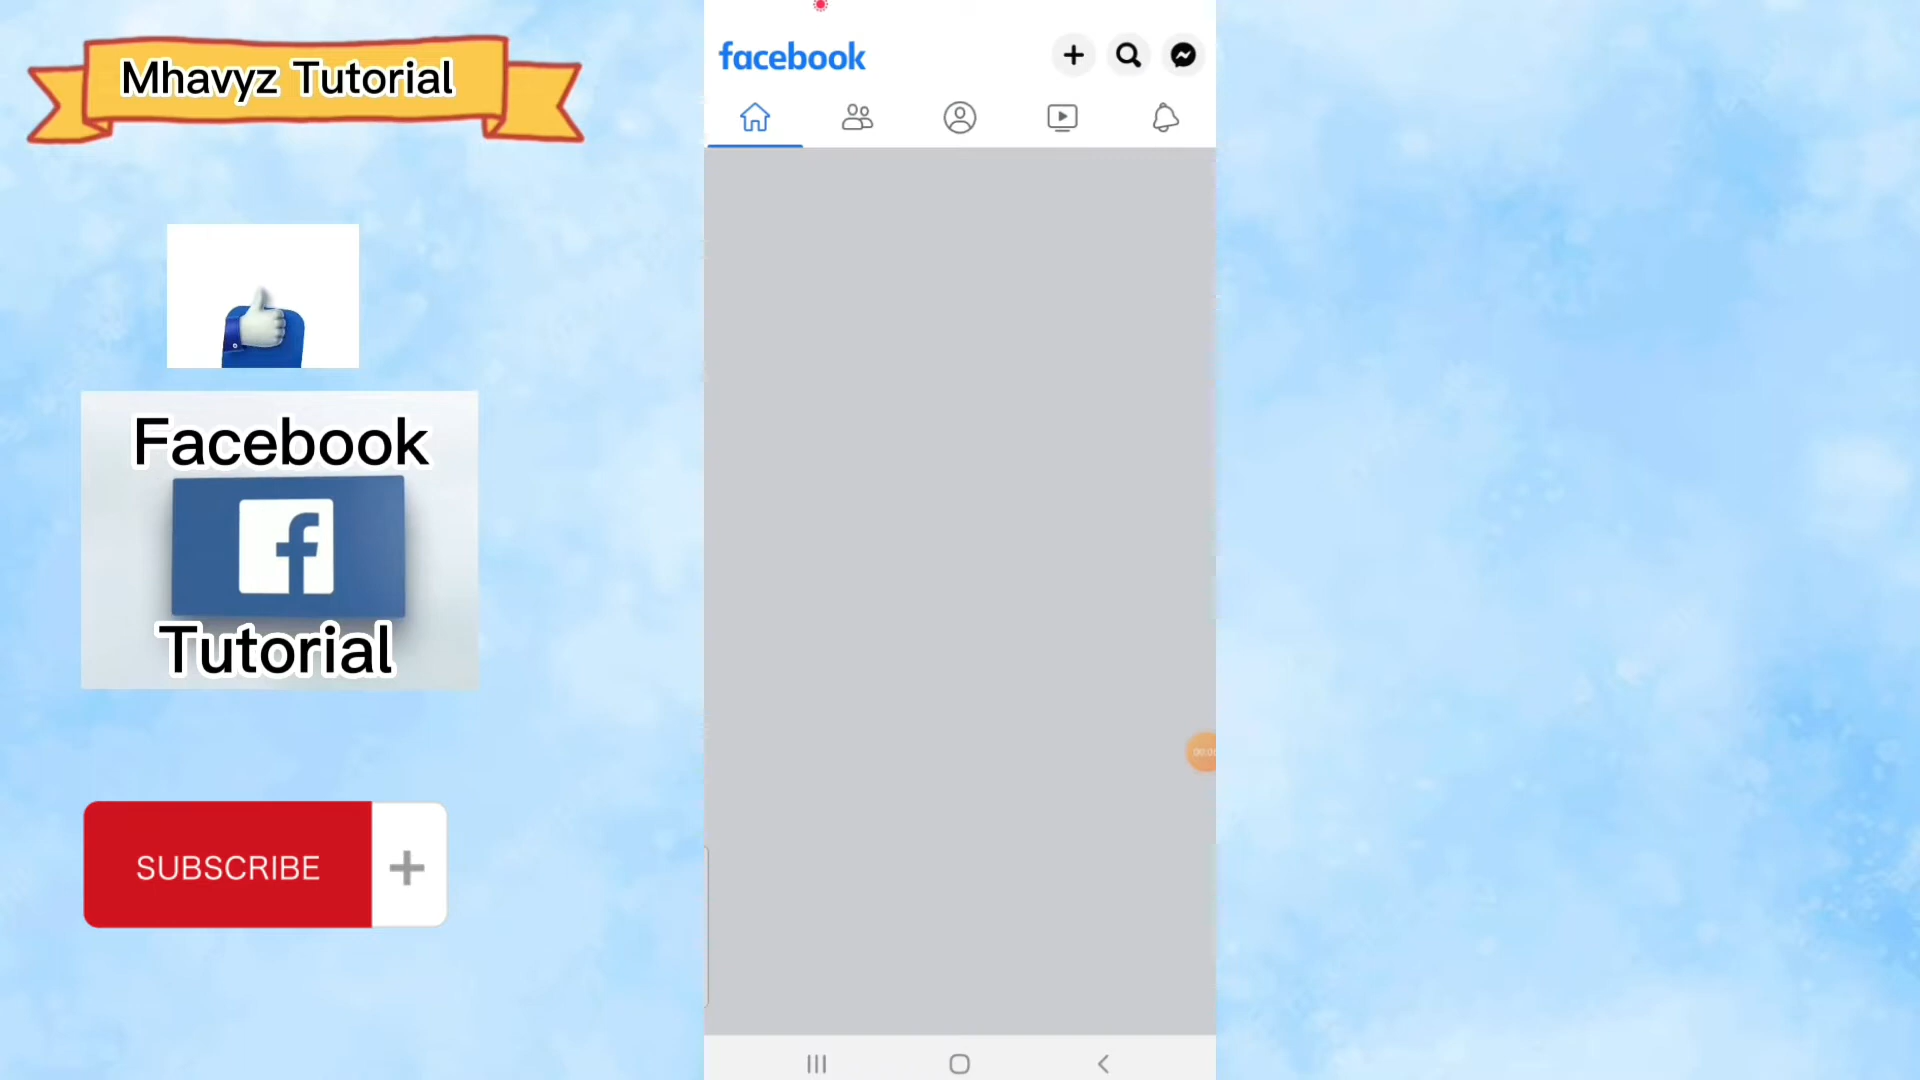 Mhavyz Tutorial
facebook
Facebook
f
Tutorial
SUBSCRIBE